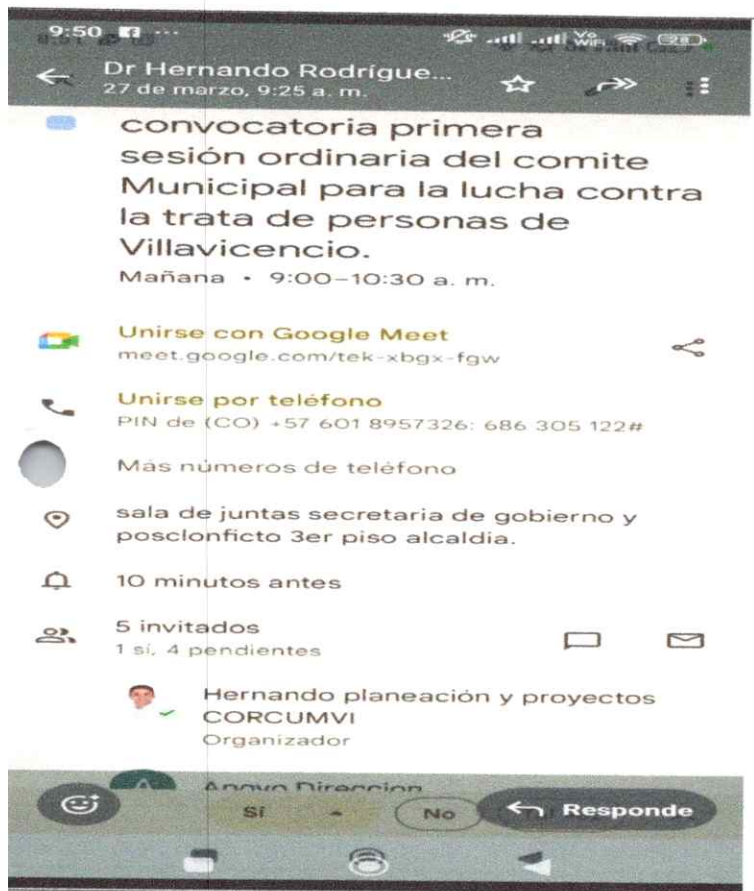 9:50
Dr Hernando Rodrígue...
27 de marzo, 9:25 a. m.
convocatoria primera
sesión ordinaria del comite
Municipal para la lucha contra
la trata de personas de
Villavicencio.
Mañana • 9:00–10:30 a. m.
Unirse con Google Meet
meet.google.com/tek-xbgx-fgw
Unirse por teléfono
PIN de (CO) +57 601 8957326: 686 305 122#
Más números de teléfono
sala de juntas secretaria de gobierno y
posclonficto 3er piso alcaldia.
10 minutos antes
5 invitados
1 sí, 4 pendientes
Hernando planeación y proyectos
CORCUMVI
Organizador
Apoyo Direccion
Sí
No
Responde